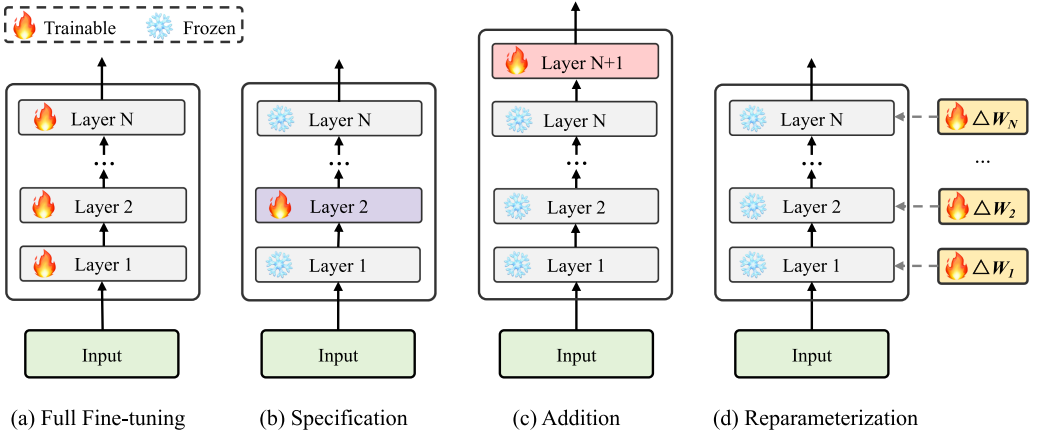 Trainable Frozen
Layer N
...
Layer 2
Layer 1
Input
(a) Full Fine-tuning
Layer N
...
Layer 2
Layer 1
Input
(b) Specification
Layer N+1
Layer N
...
Layer 2
Layer 1
Input
(c) Addition
Layer N
...
Layer 2
Layer 1
Input
△W_N
...
△W_2
△W_1
(d) Reparameterization